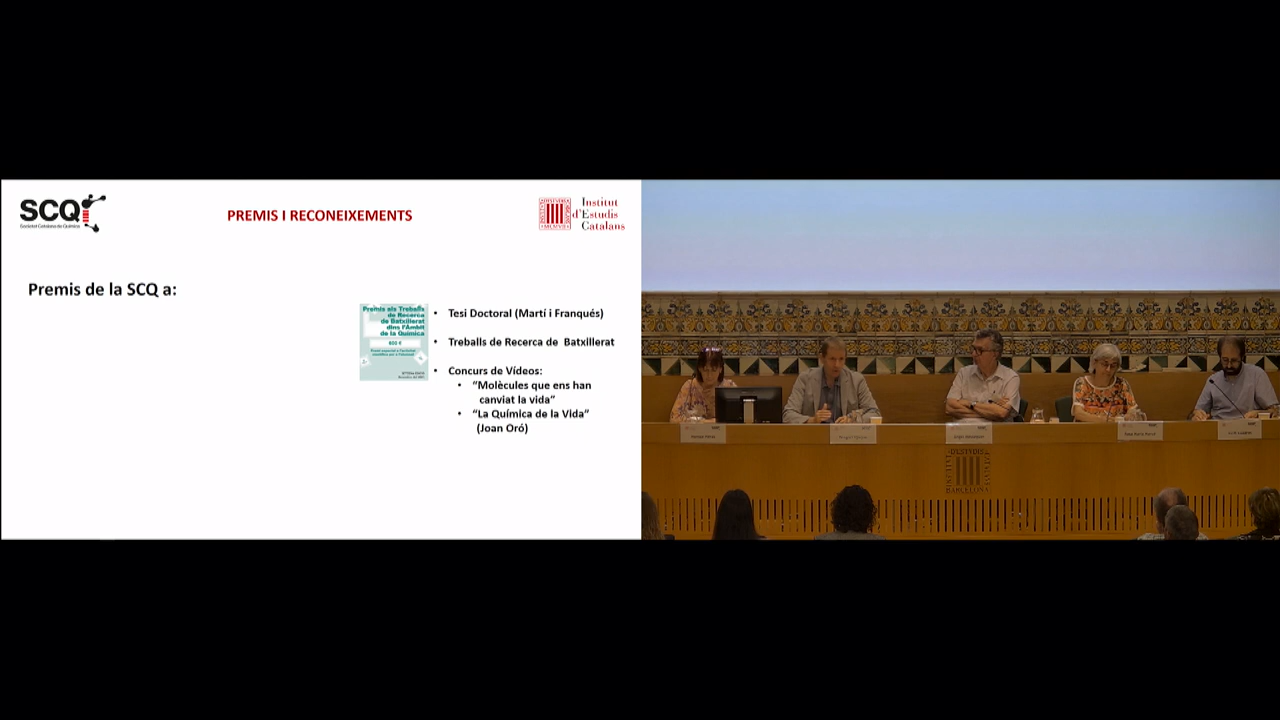 SCQ
Societat Catalana de Química
PREMIS I RECONEIXEMENTS
Institut
d'Estudis
Catalans
Premis de la SCQ a:
Premis als Treballs
de Recerca
de Batxillerat
dins l'Àmbit
de la Química
• Tesi Doctoral (Martí i Franqués)
• Treballs de Recerca de Batxillerat
• Concurs de Vídeos:
• “Molècules que ens han
canviat la vida”
• “La Química de la Vida”
(Joan Oró)
D'ESTVDIS
BARCELONA